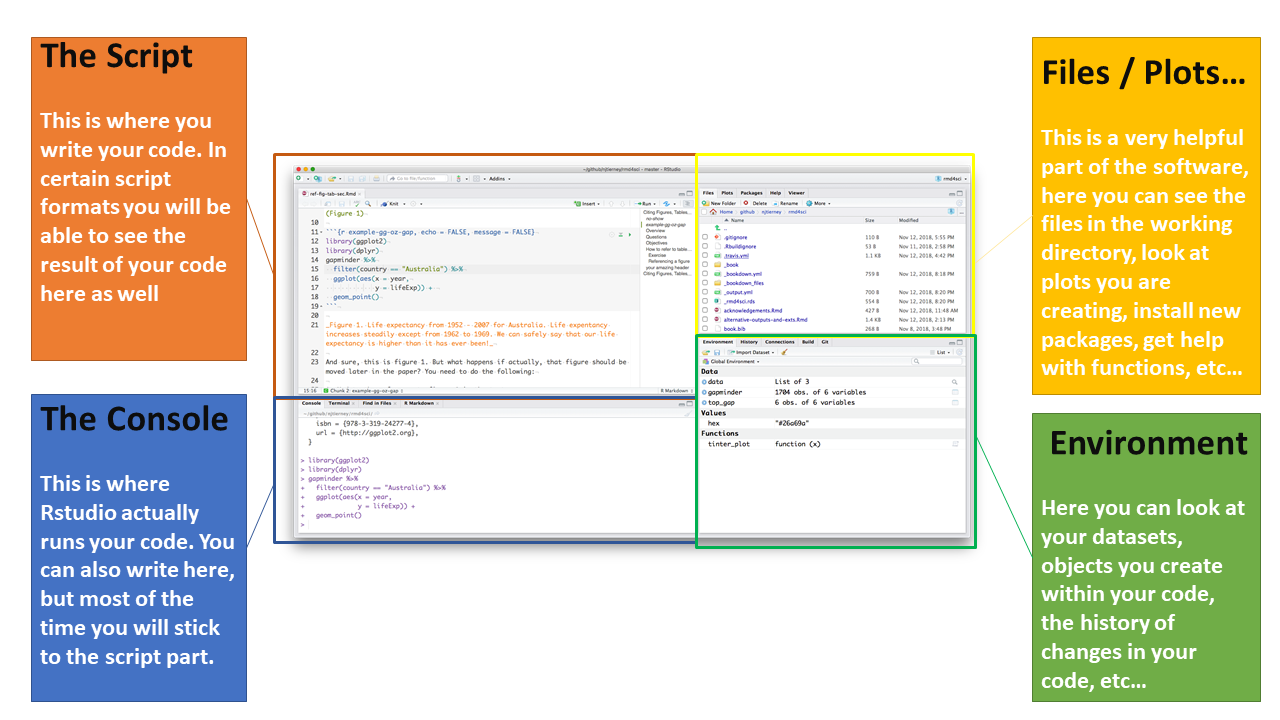 The Script
This is where you
write your code. In
certain script
formats you will be
able to see the
result of your code
here as well
The Console
This is where
Rstudio actually
runs your code. You
can also write here,
but most of the
time you will stick
to the script part.
~/github/njtierney/rmd4sci - master - RStudio
Go to file/function
Addins
rmd4sci
ref-fig-tab-sec.Rmd
Knit
Insert
Run
(Figure 1)
10
11 ```{r example-gg-oz-gap, echo = FALSE, message = FALSE}
12 library(ggplot2)
13 library(dplyr)
14 gapminder %>%
15 filter(country == "Australia") %>%
16 ggplot(aes(x = year,
17 y = lifeExp)) +
18 geom_point()
19 ```
20
21 _Figure 1. Life expectancy from 1952 - 2007 for Australia. Life expentancy
increases steadily except from 1962 to 1969. We can safely say that our life
expectancy is higher than it has ever been!_
22
23 And sure, this is figure 1. But what happens if actually, that figure should be
moved later in the paper? You need to do the following:
24
15:16 Chunk 2: example-gg-oz-gap R Markdown
Citing Figures, Tables...
no-show
example-gg-oz-gap
Overview
Questions
Objectives
How to refer to table...
Exercise
Referencing a figure
your amazing header
Citing Figures, Tables...
Console Terminal Find in Files R Markdown
~/github/njtierney/rmd4sci/
isbn = {978-3-319-24277-4},
url = {http://ggplot2.org},
}
> library(ggplot2)
> library(dplyr)
> gapminder %>%
+ filter(country == "Australia") %>%
+ ggplot(aes(x = year,
+ y = lifeExp)) +
+ geom_point()
>
Files Plots Packages Help Viewer
New Folder Delete Rename More
Home github njtierney rmd4sci
Name Size Modified
..
.gitignore 110 B Nov 12, 2018, 5:55 PM
.Rbuildignore 53 B Nov 11, 2018, 2:58 PM
.travis.yml 1.1 KB Nov 12, 2018, 4:42 PM
_book
_bookdown.yml 759 B Nov 12, 2018, 8:18 PM
_bookdown_files
_output.yml 700 B Nov 12, 2018, 8:20 PM
_rmd4sci.rds 554 B Nov 12, 2018, 8:20 PM
acknowledgements.Rmd 427 B Nov 12, 2018, 11:48 AM
alternative-outputs-and-exts.Rmd 1.4 KB Nov 12, 2018, 2:13 PM
book.bib 268 B Nov 8, 2018, 3:48 PM
Environment History Connections Build Git
Import Dataset List
Global Environment
Data
data List of 3
gapminder 1704 obs. of 6 variables
top_gap 6 obs. of 6 variables
Values
hex "#26a69a"
Functions
tinter_plot function (x)
Files / Plots…
This is a very helpful
part of the software,
here you can see the
files in the working
directory, look at
plots you are
creating, install new
packages, get help
with functions, etc…
Environment
Here you can look at
your datasets,
objects you create
within your code,
the history of
changes in your
code, etc…